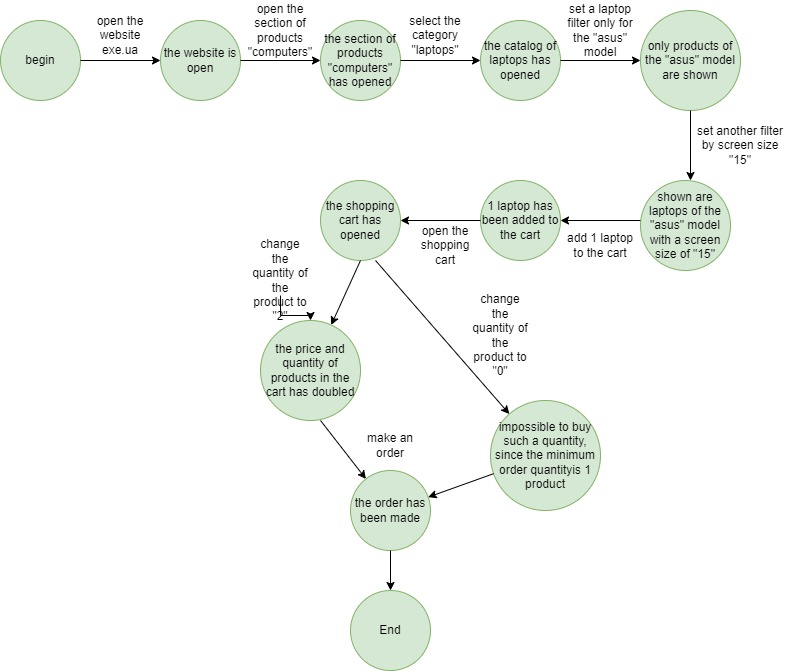 begin
open the
website
exe.ua
the website is
open
open the
section of
products
"computers"
the section of
products
"computers"
has opened
select the
category
"laptops"
the catalog of
laptops has
opened
set a laptop
filter only for
the "asus"
model
only products of
the "asus" model
are shown
set another filter
by screen size
"15"
shown are
laptops of the
"asus" model
with a screen
size of "15"
add 1 laptop
to the cart
1 laptop has
been added to
the cart
open the
shopping
cart
the shopping
cart has
opened
change
the
quantity of
the
product to
"2"
the price and
quantity of
products in the
cart has doubled
change
the
quantity of
the
product to
"0"
impossible to buy
such a quantity,
since the minimum
order quantityis 1
product
make an
order
the order has
been made
End